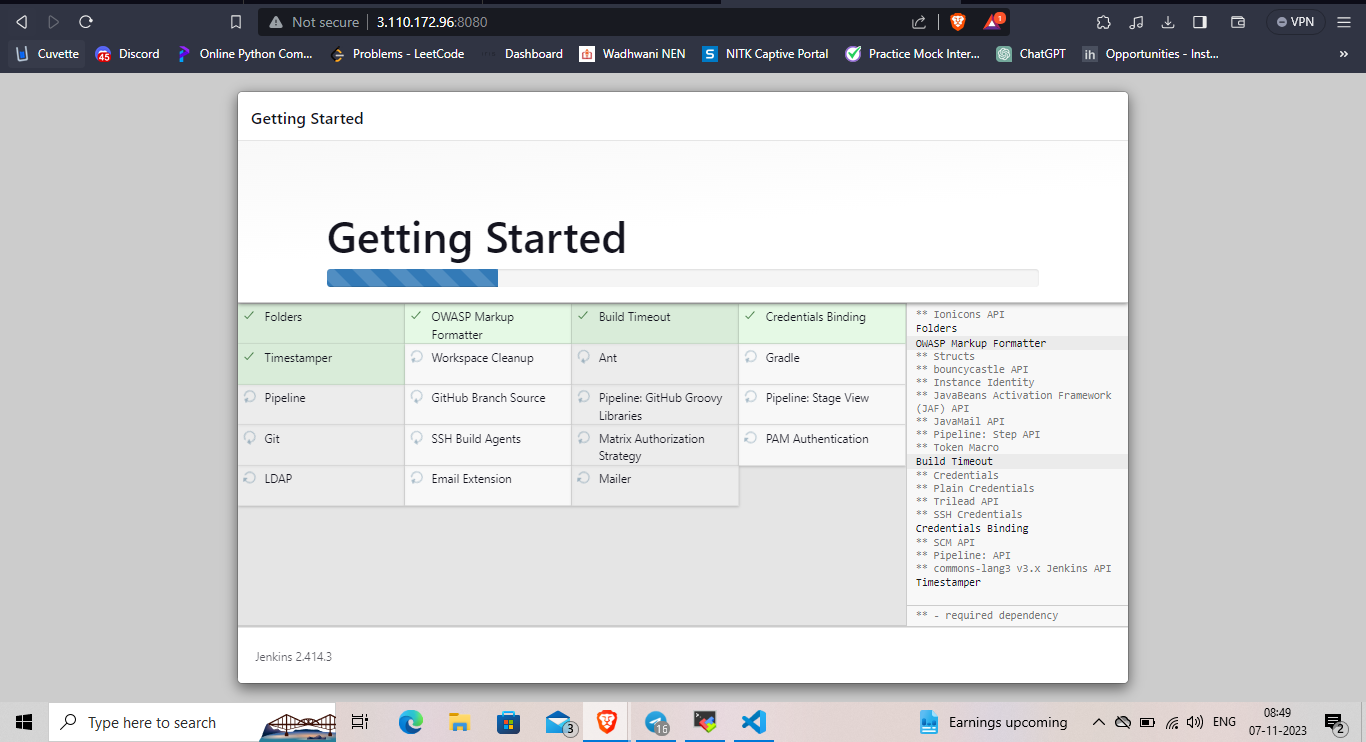 Not secure 3.110.172.96:8080 1 VPN
Cuvette 45 Discord Online Python Com... Problems - LeetCode Dashboard Wadhwani NEN S NITK Captive Portal Practice Mock Inter... ChatGPT ih Opportunities - Inst... »
Getting Started
Getting Started
Folders OWASP Markup Formatter Build Timeout Credentials Binding
Timestamper Workspace Cleanup Ant Gradle
Pipeline GitHub Branch Source Pipeline: GitHub Groovy Libraries Pipeline: Stage View
Git SSH Build Agents Matrix Authorization Strategy PAM Authentication
LDAP Email Extension Mailer
** Ionicons API
Folders
OWASP Markup Formatter
** Structs
** bouncycastle API
** Instance Identity
** JavaBeans Activation Framework
(JAF) API
** JavaMail API
** Pipeline: Step API
** Token Macro
Build Timeout
** Credentials
** Plain Credentials
** Trilead API
** SSH Credentials
Credentials Binding
** SCM API
** Pipeline: API
** commons-lang3 v3.x Jenkins API
Timestamper
** - required dependency
Jenkins 2.414.3
Type here to search 3 16 Earnings upcoming ENG 08:49
07-11-2023 2